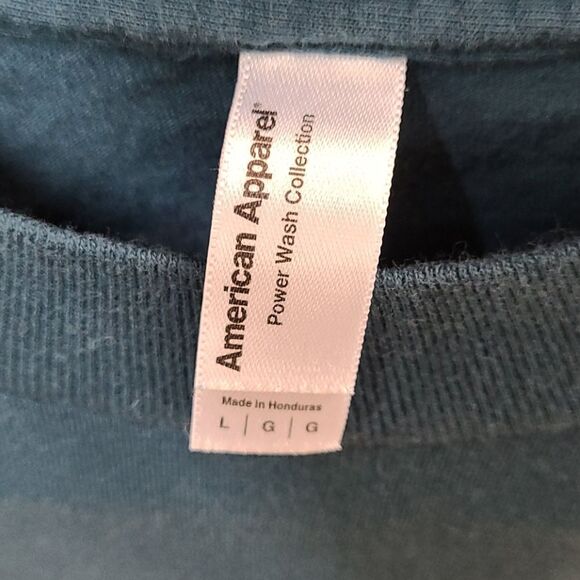 American Apparel®
Power Wash Collection
Made in Honduras
L | G | G